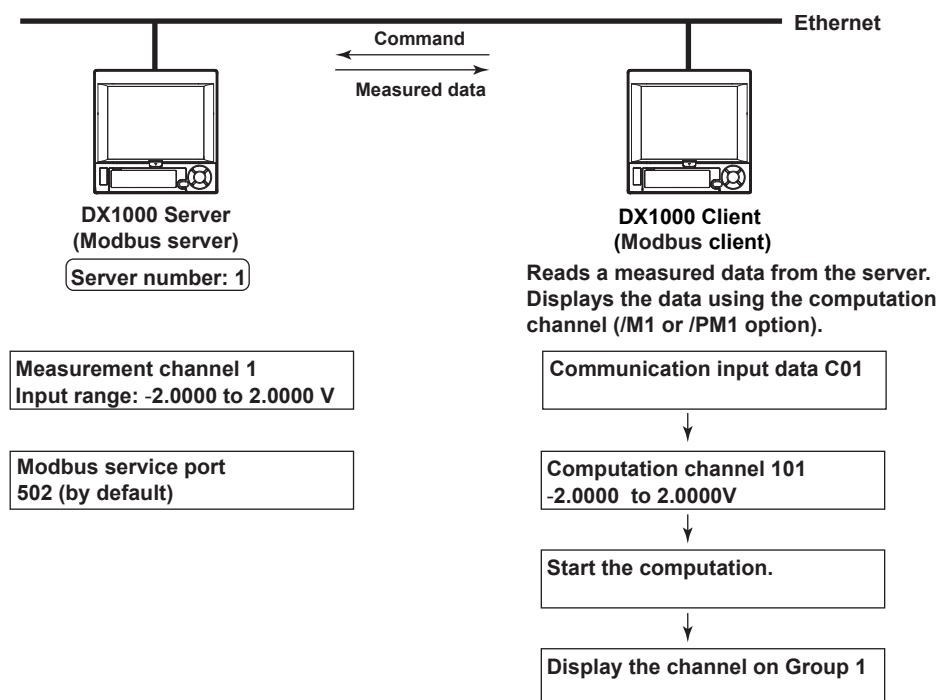 Ethernet
Command
Measured data
DX1000 Server
(Modbus server)
Server number: 1
DX1000 Client
(Modbus client)
Reads a measured data from the server.
Displays the data using the computation
channel (/M1 or /PM1 option).
Measurement channel 1
Input range: -2.0000 to 2.0000 V
Modbus service port
502 (by default)
Communication input data C01
Computation channel 101
-2.0000 to 2.0000V
Start the computation.
Display the channel on Group 1